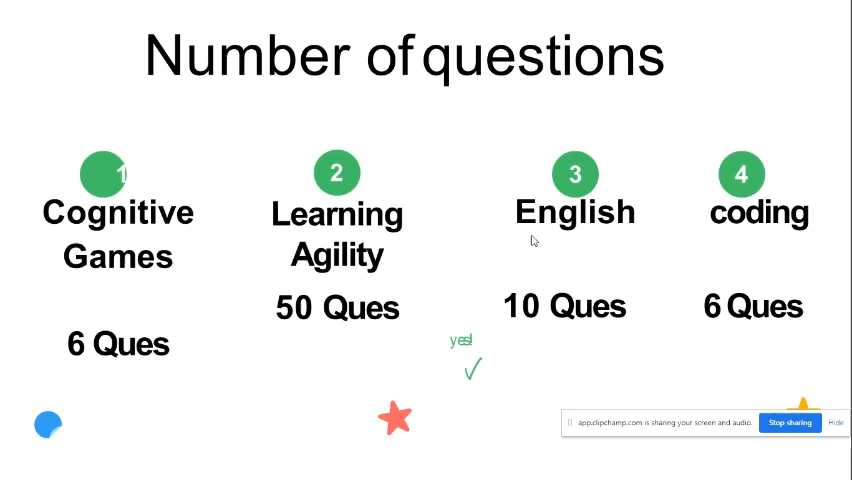 Number of questions
1
Cognitive
Games
6 Ques
2
Learning
Agility
50 Ques
3
English
10 Ques
4
coding
6 Ques
yes!
app.clipchamp.com is sharing your screen and audio.
Stop sharing
Hide